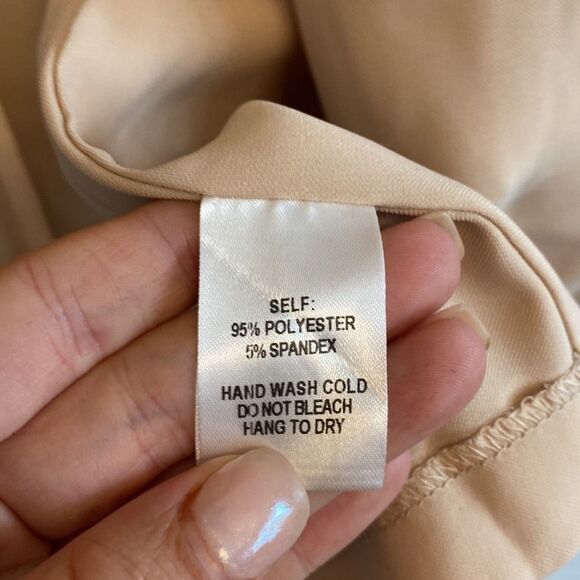 SELF:
95% POLYESTER
5% SPANDEX
HAND WASH COLD
DO NOT BLEACH
HANG TO DRY